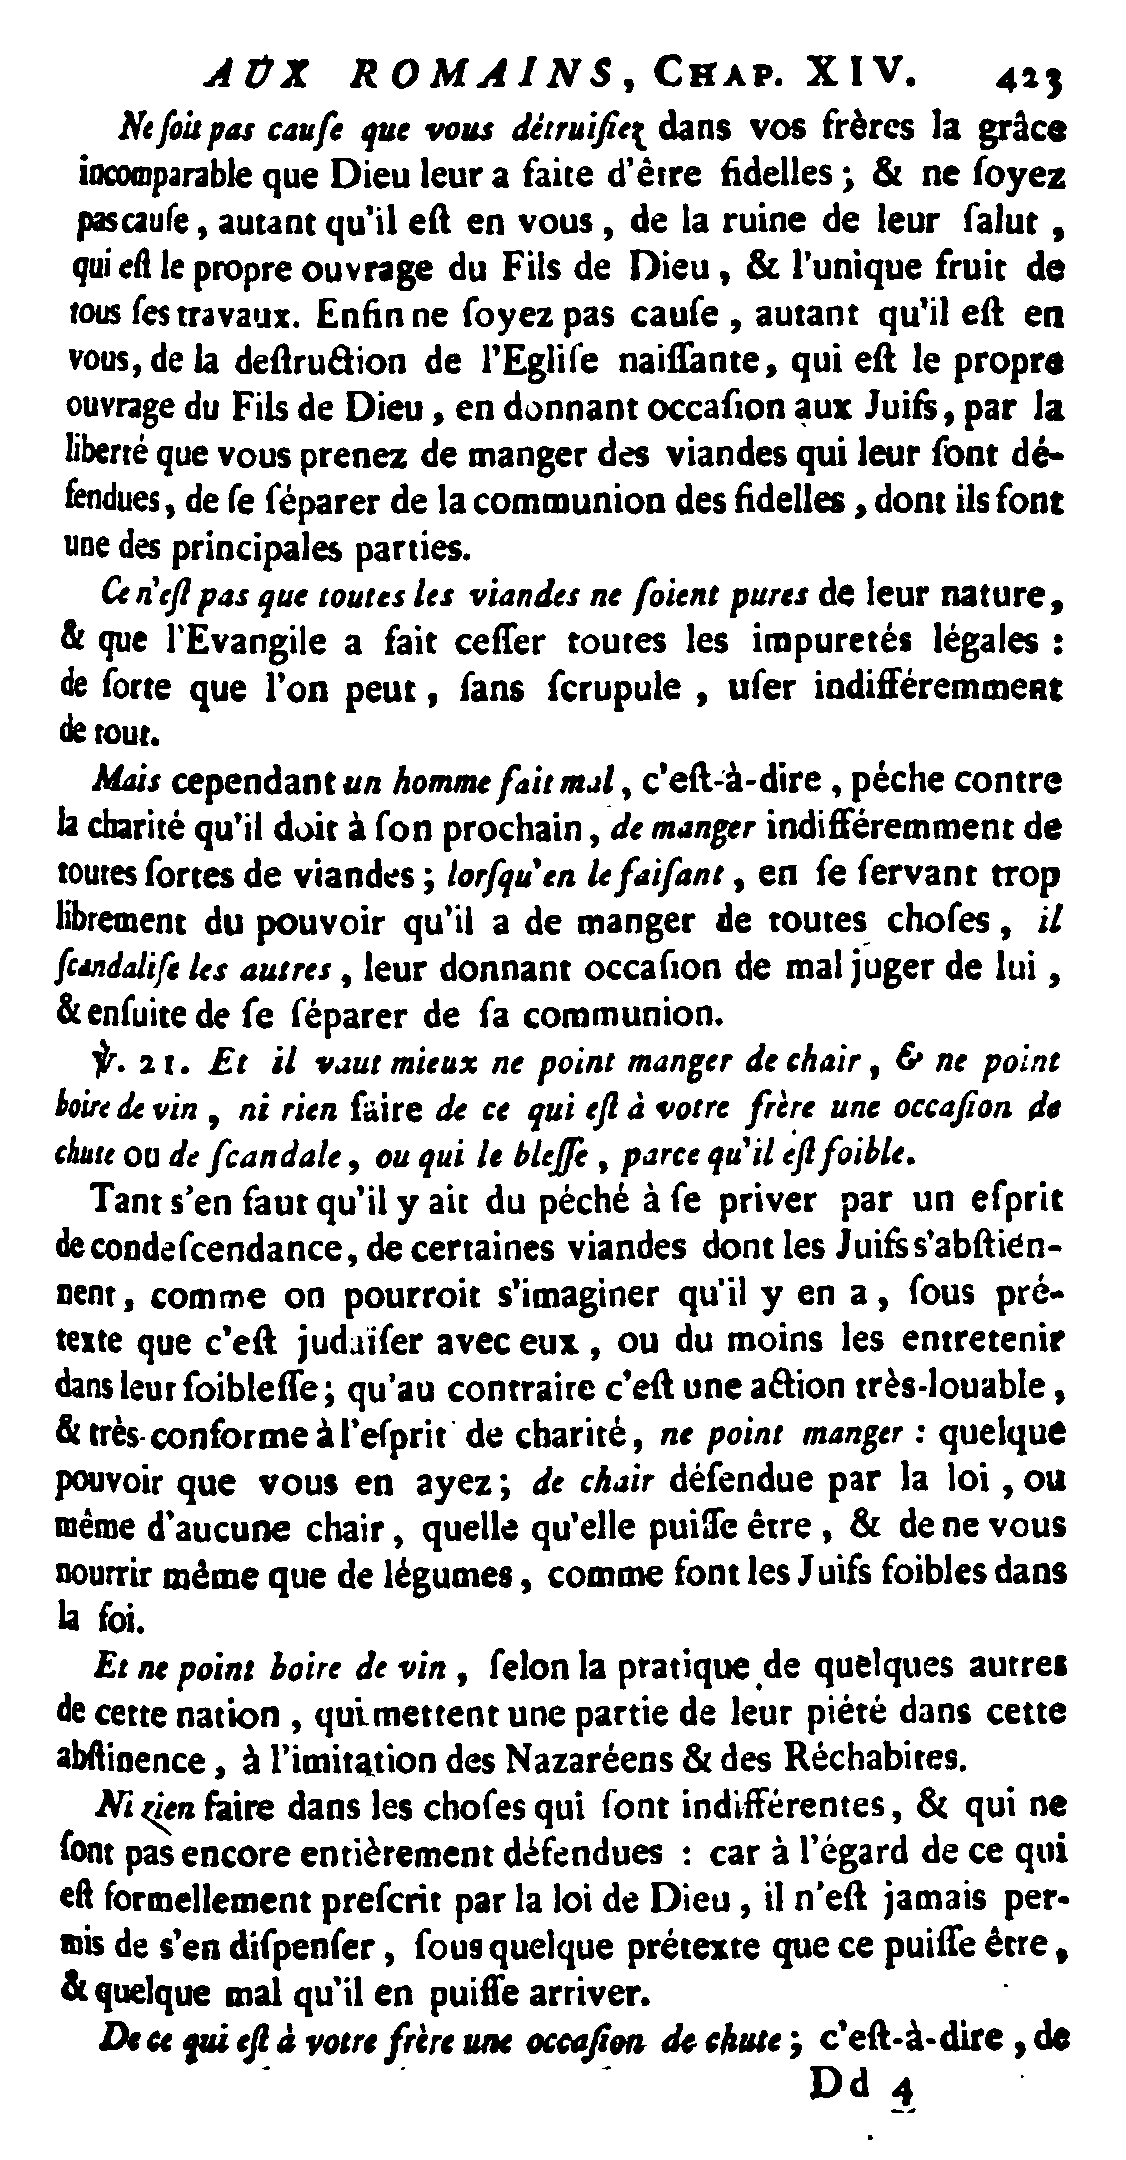 AUX ROMAINS, CHAP. XIV. 423
Ne ſoit pas cauſe que vous détruiſiez dans vos frères la grâce
incomparable que Dieu leur a faite d'être fidelles ; & ne ſoyez
pas cauſe, autant qu'il eſt en vous, de la ruine de leur ſalut,
qui eſt le propre ouvrage du Fils de Dieu, & l'unique fruit de
tous ſes travaux. Enfin ne ſoyez pas cauſe, autant qu'il eſt en
vous, de la deſtruction de l'Egliſe naiſſante, qui eſt le propre
ouvrage du Fils de Dieu, en donnant occaſion aux Juifs, par la
liberté que vous prenez de manger des viandes qui leur ſont dé-
fendues, de ſe ſéparer de la communion des fidelles, dont ils font
une des principales parties.
Ce n'eſt pas que toutes les viandes ne ſoient pures de leur nature,
& que l'Evangile a fait ceſſer toutes les impuretés légales :
de ſorte que l'on peut, ſans ſcrupule, uſer indifféremment
de tout.
Mais cependant un homme fait mal, c'eſt-à-dire, péche contre
la charité qu'il doit à ſon prochain, de manger indifféremment de
toutes ſortes de viandes ; lorſqu'en le faiſant, en ſe ſervant trop
librement du pouvoir qu'il a de manger de toutes choſes, il
ſcandaliſe les autres, leur donnant occaſion de mal juger de lui,
& enſuite de ſe ſéparer de ſa communion.
℣. 21. Et il vaut mieux ne point manger de chair, & ne point
boire de vin, ni rien faire de ce qui eſt à votre frère une occaſion de
chute ou de ſcandale, ou qui le bleſſe, parce qu'il eſt foible.
Tant s'en faut qu'il y ait du péché à ſe priver par un eſprit
de condeſcendance, de certaines viandes dont les Juifs s'abſtien-
nent, comme on pourroit s'imaginer qu'il y en a, ſous pré-
texte que c'eſt judaïſer avec eux, ou du moins les entretenir
dans leur foibleſſe ; qu'au contraire c'eſt une action très-louable,
& très-conforme à l'eſprit de charité, ne point manger : quelque
pouvoir que vous en ayez ; de chair défendue par la loi, ou
même d'aucune chair, quelle qu'elle puiſſe être, & de ne vous
nourrir même que de légumes, comme font les Juifs foibles dans
la foi.
Et ne point boire de vin, ſelon la pratique de quelques autres
de cette nation, qui mettent une partie de leur piété dans cette
abſtinence, à l'imitation des Nazaréens & des Réchabites.
Ni rien faire dans les choſes qui ſont indifférentes, & qui ne
ſont pas encore entièrement défendues : car à l'égard de ce qui
eſt formellement preſcrit par la loi de Dieu, il n'eſt jamais per-
mis de s'en diſpenſer, ſous quelque prétexte que ce puiſſe être,
& quelque mal qu'il en puiſſe arriver.
De ce qui eſt à votre frère une occaſion de chute ; c'eſt-à-dire, de
Dd 4